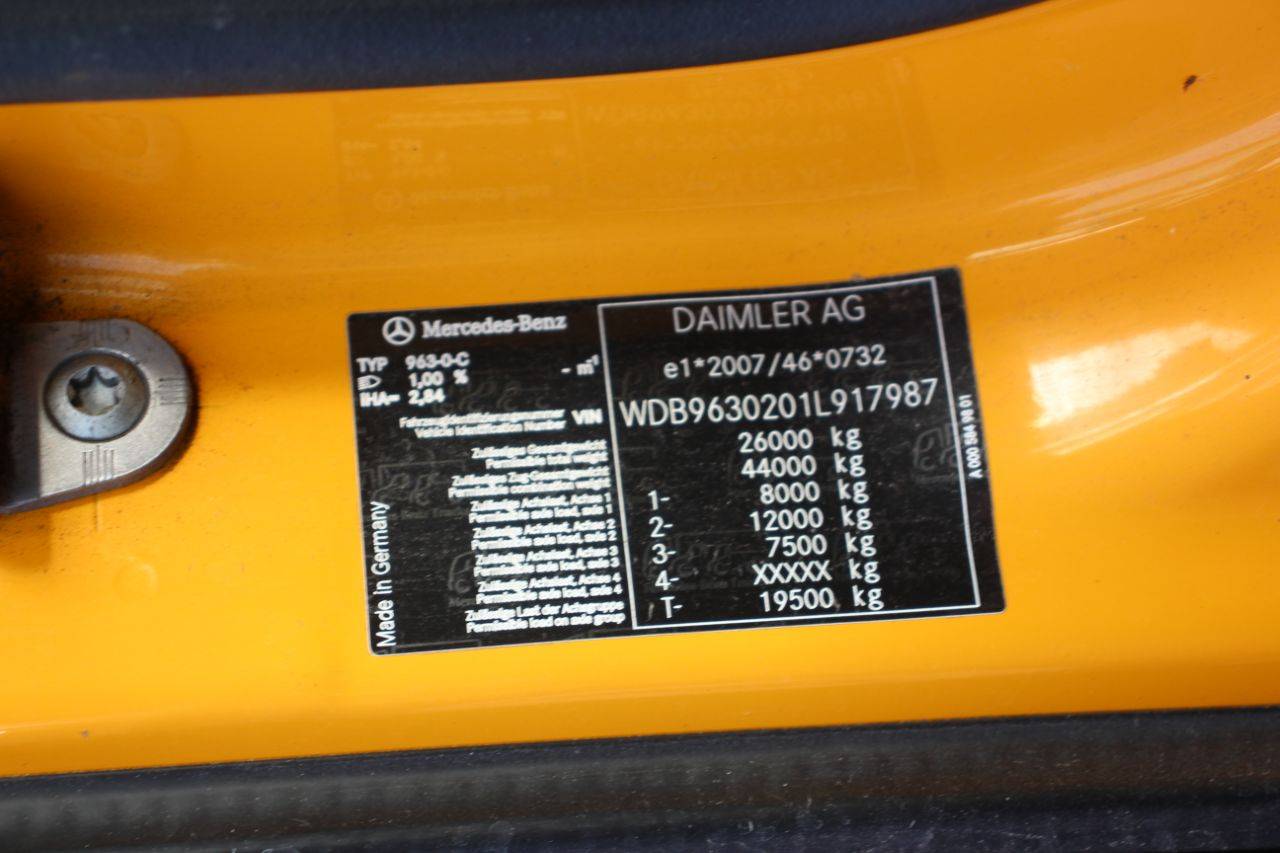 Mercedes-Benz
TYP 963-0-C
1,00 % - m⁻¹
IHA= 2,84
Fahrzeugidentifizierungsnummer
Vehicle Identification Number VIN
Zulässiges Gesamtgewicht
Permissible total weight
Zulässiges Zug-Gesamtgewicht
Permissible combination weight
Zulässige Achslast, Achse 1
Permissible axle load, axle 1
Zulässige Achslast, Achse 2
Permissible axle load, axle 2
Zulässige Achslast, Achse 3
Permissible axle load, axle 3
Zulässige Achslast, Achse 4
Permissible axle load, axle 4
Zulässige Last der Achsgruppe
Permissible load on axle group
Made in Germany
DAIMLER AG
e1*2007/46*0732
WDB9630201L917987
26000 kg
44000 kg
1- 8000 kg
2- 12000 kg
3- 7500 kg
4- XXXXX kg
T- 19500 kg
A 000 584 98 01